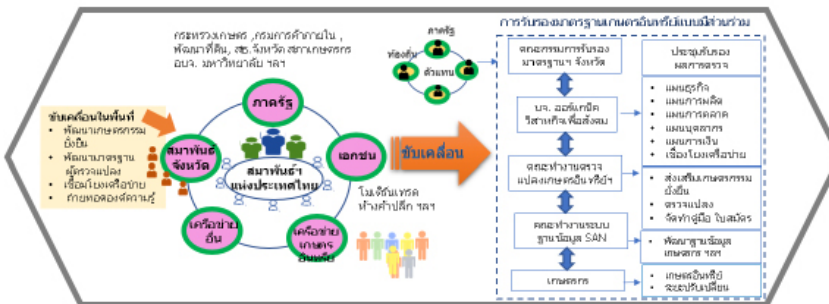 กระทรวงเกษตร ,กรมการค้าภายใน ,
พัฒนาที่ดิน, สธ.จังหวัด สภาเกษตรกร
อบจ. มหาวิทยาลัย ฯลฯ
ขับเคลื่อนในพื้นที่
• พัฒนาเกษตรกรรม
ยั่งยืน
• พัฒนามาตรฐาน
ผู้ตรวจแปลง
• เชื่อมโยงเครือข่าย
• ถ่ายทอดองค์ความรู้
ภาครัฐ
สมาพันธ์
จังหวัด
เอกชน
สมาพันธ์ฯ
แห่งประเทศไทย
เครือข่าย
อื่น
เครือข่าย
เกษตร
อินทรีย์
โมเดิร์นเทรด
ห้างค้าปลีก ฯลฯ
ขับเคลื่อน
ภาครัฐ
ท้องถิ่น
ตัวแทน
การรับรองมาตรฐานเกษตรอินทรีย์แบบมีส่วนร่วม
คณะกรรมการรับรอง
มาตรฐานฯ จังหวัด
ประชุมรับรอง
ผลการตรวจ
บจ. ออร์แกนิค
วิสาหกิจเพื่อสังคม
• แผนธุรกิจ
• แผนการผลิต
• แผนการตลาด
• แผนบุคลากร
• แผนการเงิน
• เชื่อมโยงเครือข่าย
คณะทำงานตรวจ
แปลงเกษตรอินทรีย์ฯ
• ส่งเสริมเกษตรกรรม
ยั่งยืน
• ตรวจแปลง
• จัดทำคู่มือ ใบสมัคร
คณะทำงานระบบ
ฐานข้อมูล SAN
• พัฒนาฐานข้อมูล
เกษตรกร ฯลฯ
เกษตรกร
• เกษตรอินทรีย์
• ระยะปรับเปลี่ยน